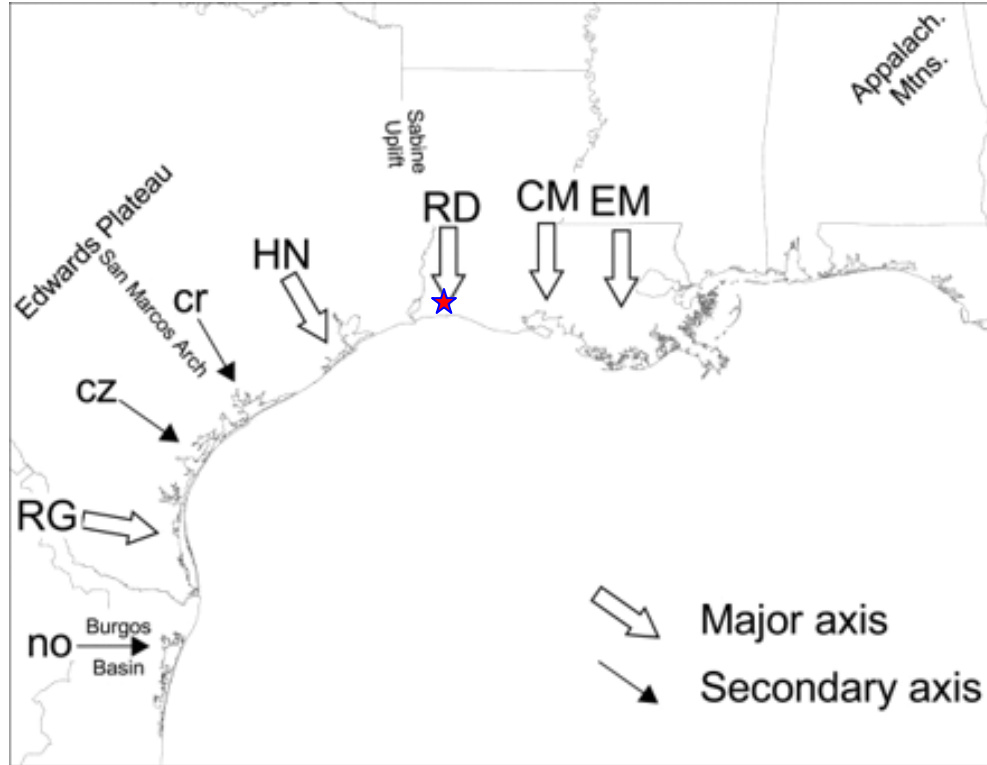 Appalach.
Mtns.
Sabine
Uplift
CM
EM
RD
Edwards Plateau
San Marcos Arch
HN
cr
cz
RG
no
Burgos
Basin
Major axis
Secondary axis